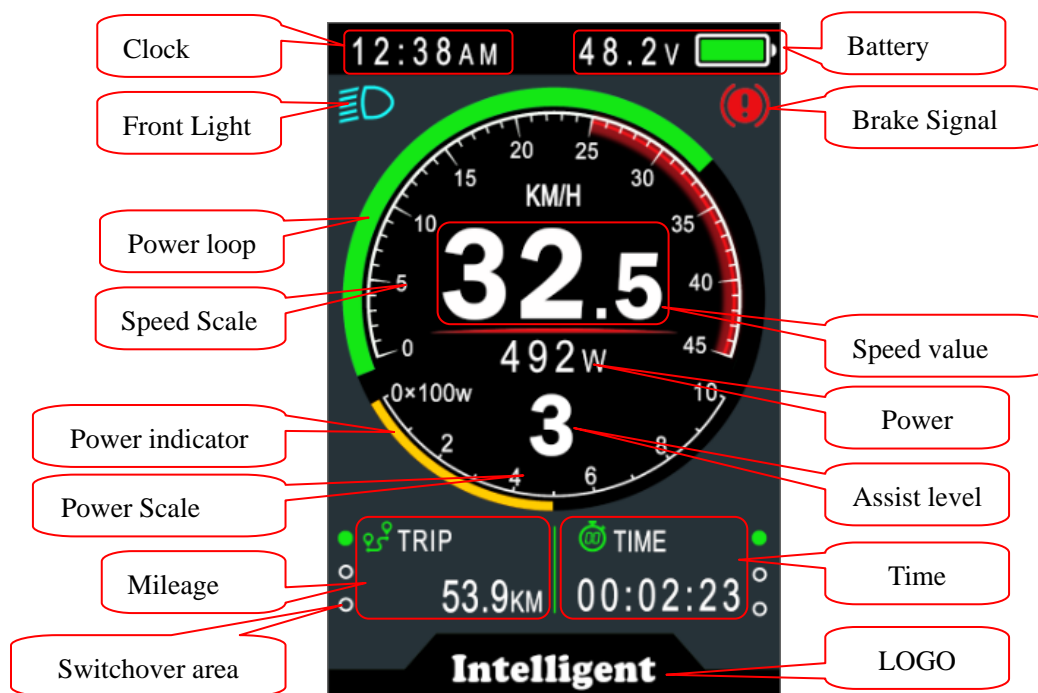 Clock
12:38AM
48.2V
Battery
Front Light
Brake Signal
20
25
15
30
KM/H
10
35
Power loop
32.5
5
40
Speed Scale
0
45
Speed value
492W
0×100w
10
Power
3
Power indicator
2
8
4
6
Power Scale
Assist level
TRIP
00
TIME
Mileage
53.9KM
00:02:23
Time
Switchover area
Intelligent
LOGO